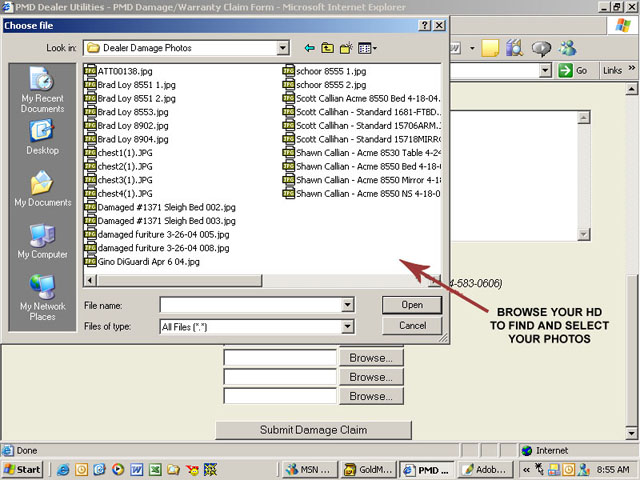 PMD Dealer Utilities - PMD Damage/Warranty Claim Form - Microsoft Internet Explorer
Choose file
Look in:
Dealer Damage Photos
My Recent
Documents
Desktop
My Documents
My Computer
My Network
Places
ATT00138.jpg
Brad Loy 8551 1.jpg
Brad Loy 8551 2.jpg
Brad Loy 8553.jpg
Brad Loy 8902.jpg
Brad Loy 8904.jpg
chest1(1).JPG
chest2(1).JPG
chest3(1).JPG
chest4(1).JPG
Damaged #1371 Sleigh Bed 002.jpg
Damaged #1371 Sleigh Bed 003.jpg
damaged furiture 3-26-04 005.jpg
damaged furiture 3-26-04 008.jpg
Gino DiGuardi Apr 6 04.jpg
schoor 8555 1.jpg
schoor 8555 2.jpg
Scott Callian Acme 8550 Bed 4-18-04.
Scott Callihan - Standard 1681-FTBD..
Scott Callihan - Standard 15706ARM.J
Scott Callihan - Standard 15718MIRRO
Shawn Callian - Acme 8530 Table 4-24
Shawn Callian - Acme 8550 Mirror 4-18
Shawn Callian - Acme 8550 NS 4-18-0
File name:
Open
Files of type:
All Files (*.*)
Cancel
Go
Links »
4-583-0606)
BROWSE YOUR HD
TO FIND AND SELECT
YOUR PHOTOS
Browse...
Browse...
Browse...
Submit Damage Claim
Done
Internet
Start
MSN ...
GoldM...
PMD ...
Adob...
8:55 AM